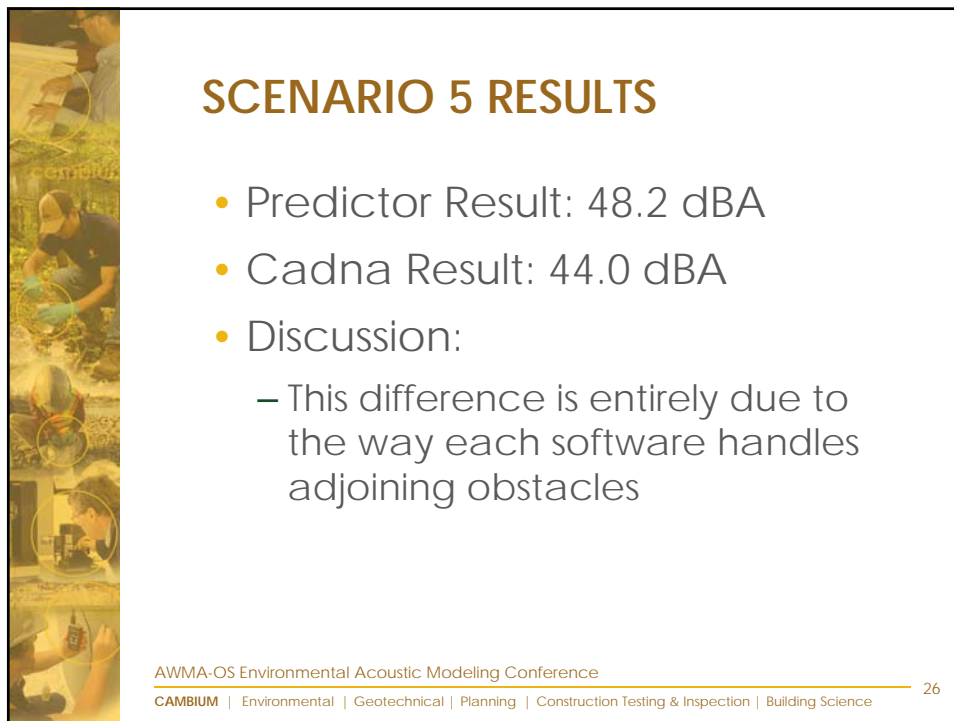 SCENARIO 5 RESULTS
• Predictor Result: 48.2 dBA
• Cadna Result: 44.0 dBA
• Discussion:
– This difference is entirely due to
the way each software handles
adjoining obstacles
AWMA-OS Environmental Acoustic Modeling Conference
CAMBIUM | Environmental | Geotechnical | Planning | Construction Testing & Inspection | Building Science
26